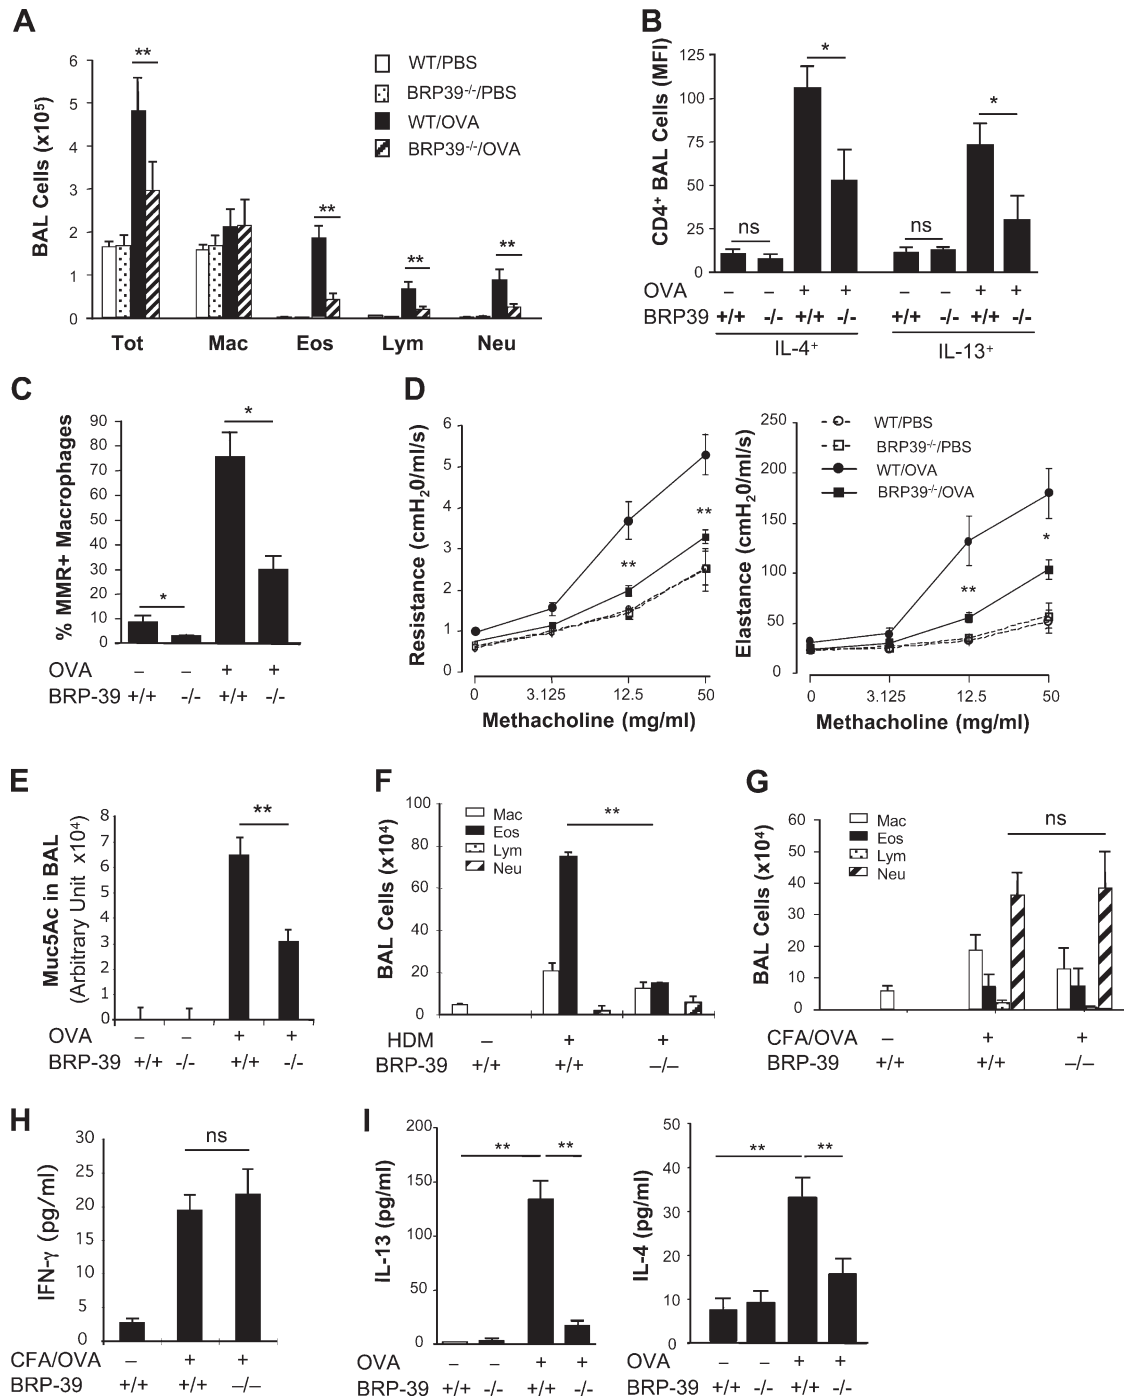 A
BAL Cells (x10⁵)
6
5
4
3
2
1
0
**
**
**
**
WT/PBS
BRP39-/-/PBS
WT/OVA
BRP39-/-/OVA
Tot Mac Eos Lym Neu
B
CD4+ BAL Cells (MFI)
125
100
75
50
25
0
ns * ns *
OVA – – + + – – + +
BRP39 +/+ -/- +/+ -/- +/+ -/- +/+ -/-
IL-4+ IL-13+
C
% MMR+ Macrophages
90
80
70
60
50
40
30
20
10
0
* *
OVA – – + +
BRP-39 +/+ -/- +/+ -/-
D
Resistance (cmH₂0/ml/s)
6
5
4
3
2
1
0
** **
0 3.125 12.5 50
Methacholine (mg/ml)
Elastance (cmH₂0/ml/s)
250
200
150
100
50
0
WT/PBS
BRP39-/-/PBS
WT/OVA
BRP39-/-/OVA
** *
0 3.125 12.5 50
Methacholine (mg/ml)
E
Muc5Ac in BAL
(Arbitrary Unit x10⁴)
8
7
6
5
4
3
2
1
0
**
OVA – – + +
BRP-39 +/+ -/- +/+ -/-
F
BAL Cells (x10⁴)
100
80
60
40
20
0
Mac
Eos
Lym
Neu
**
HDM – + +
BRP-39 +/+ +/+ –/–
G
BAL Cells (x10⁴)
60
50
40
30
20
10
0
Mac
Eos
Lym
Neu
ns
CFA/OVA – + +
BRP-39 +/+ +/+ –/–
H
IFN-γ (pg/ml)
30
25
20
15
10
5
0
ns
CFA/OVA – + +
BRP-39 +/+ +/+ –/–
I
IL-13 (pg/ml)
200
150
100
50
0
** **
OVA – – + +
BRP-39 +/+ -/- +/+ -/-
IL-4 (pg/ml)
50
40
30
20
10
0
** **
OVA – – + +
BRP-39 +/+ -/- +/+ -/-